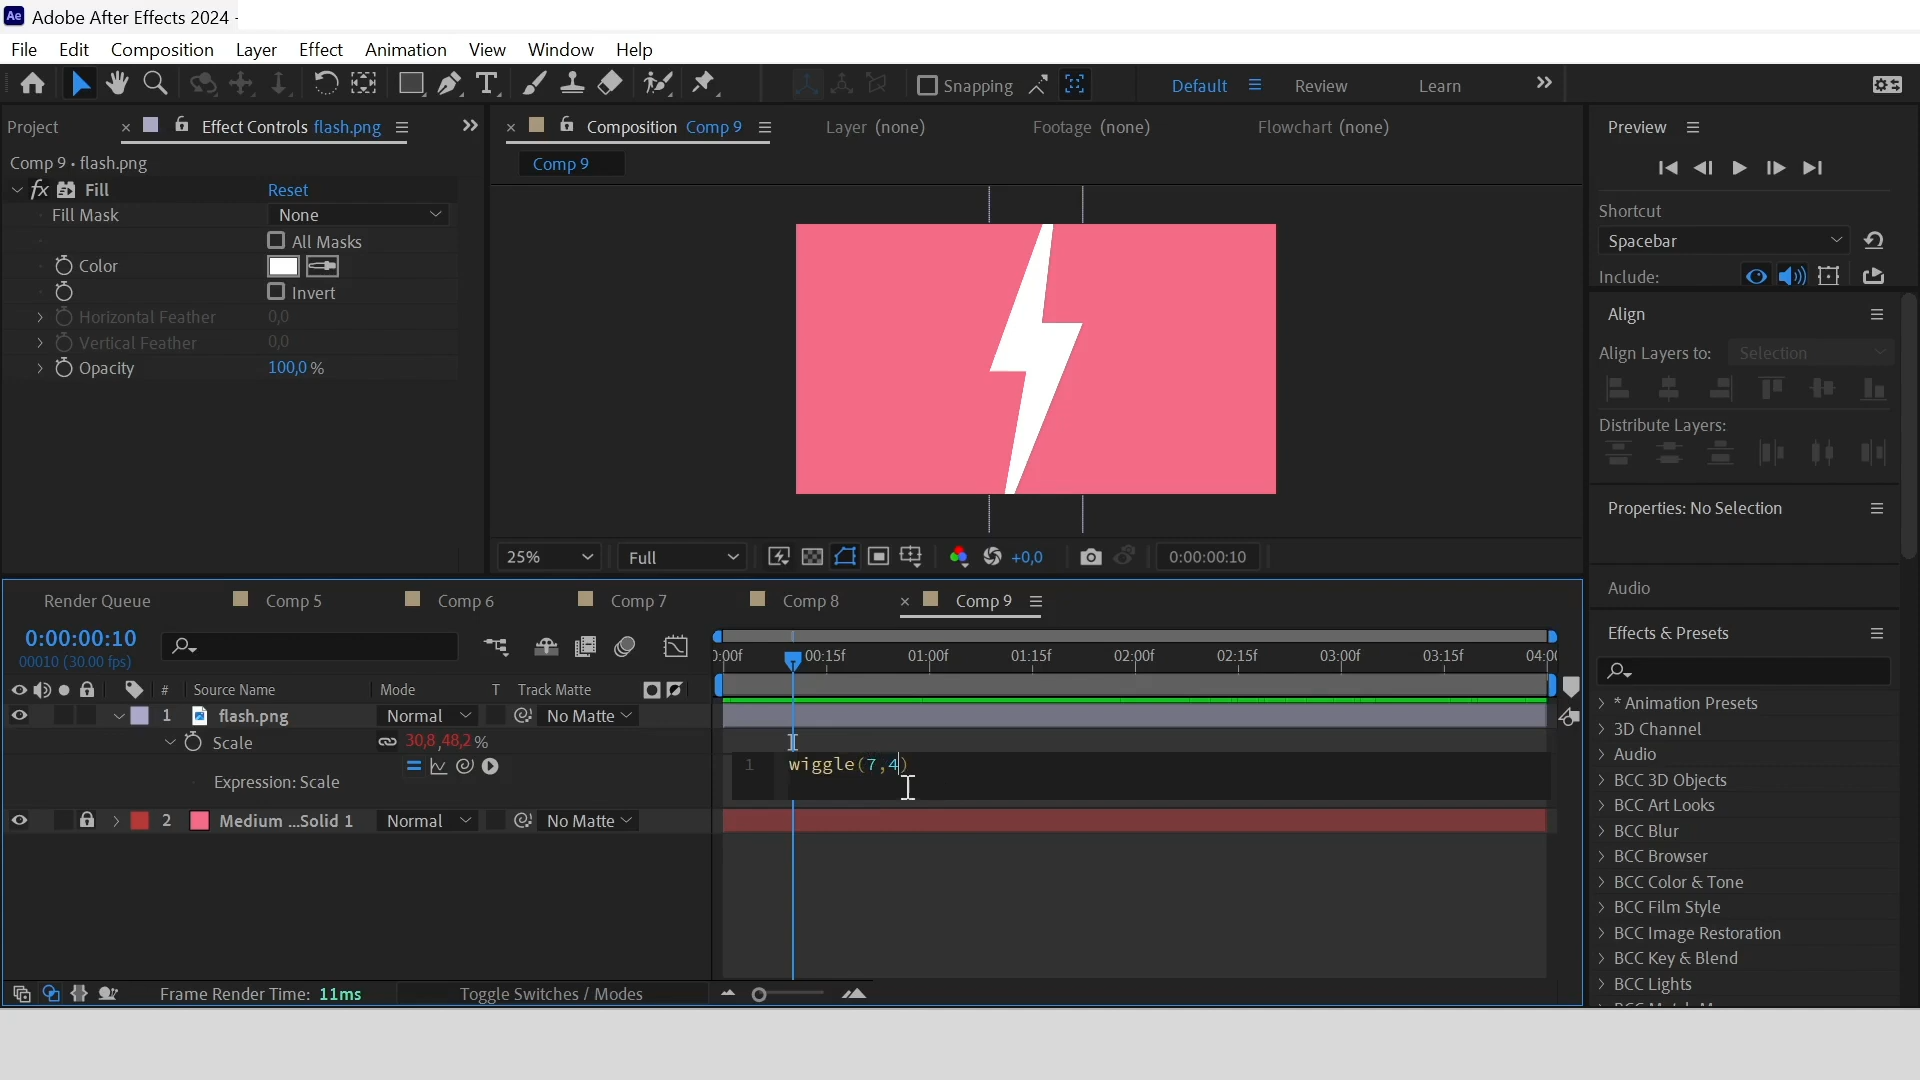 Ae Adobe After Effects 2024 -
File Edit Composition Layer Effect Animation View Window Help
T Snapping Default Review Learn
Project Effect Controls flash.png Composition Comp 9 Layer (none) Footage (none) Flowchart (none) Preview
Comp 9 • flash.png
Comp 9
fx Fill Reset
Fill Mask None
All Masks
Color
Invert
Horizontal Feather 0,0
Vertical Feather 0,0
Opacity 100,0 %
25% Full +0,0 0:00:00:10
Shortcut
Spacebar
Include:
Align
Align Layers to: Selection
Distribute Layers:
Properties: No Selection
Audio
Effects & Presets
* Animation Presets
3D Channel
Audio
BCC 3D Objects
BCC Art Looks
BCC Blur
BCC Browser
BCC Color & Tone
BCC Film Style
BCC Image Restoration
BCC Key & Blend
BCC Lights
Render Queue Comp 5 Comp 6 Comp 7 Comp 8 Comp 9
0:00:00:10
00010 (30.00 fps)
0:00f 00:15f 01:00f 01:15f 02:00f 02:15f 03:00f 03:15f 04:00
# Source Name Mode T Track Matte
1 flash.png Normal No Matte
Scale 30,8,48,2 %
Expression: Scale
1 wiggle(7,4)
2 Medium ...Solid 1 Normal No Matte
Frame Render Time: 11ms Toggle Switches / Modes